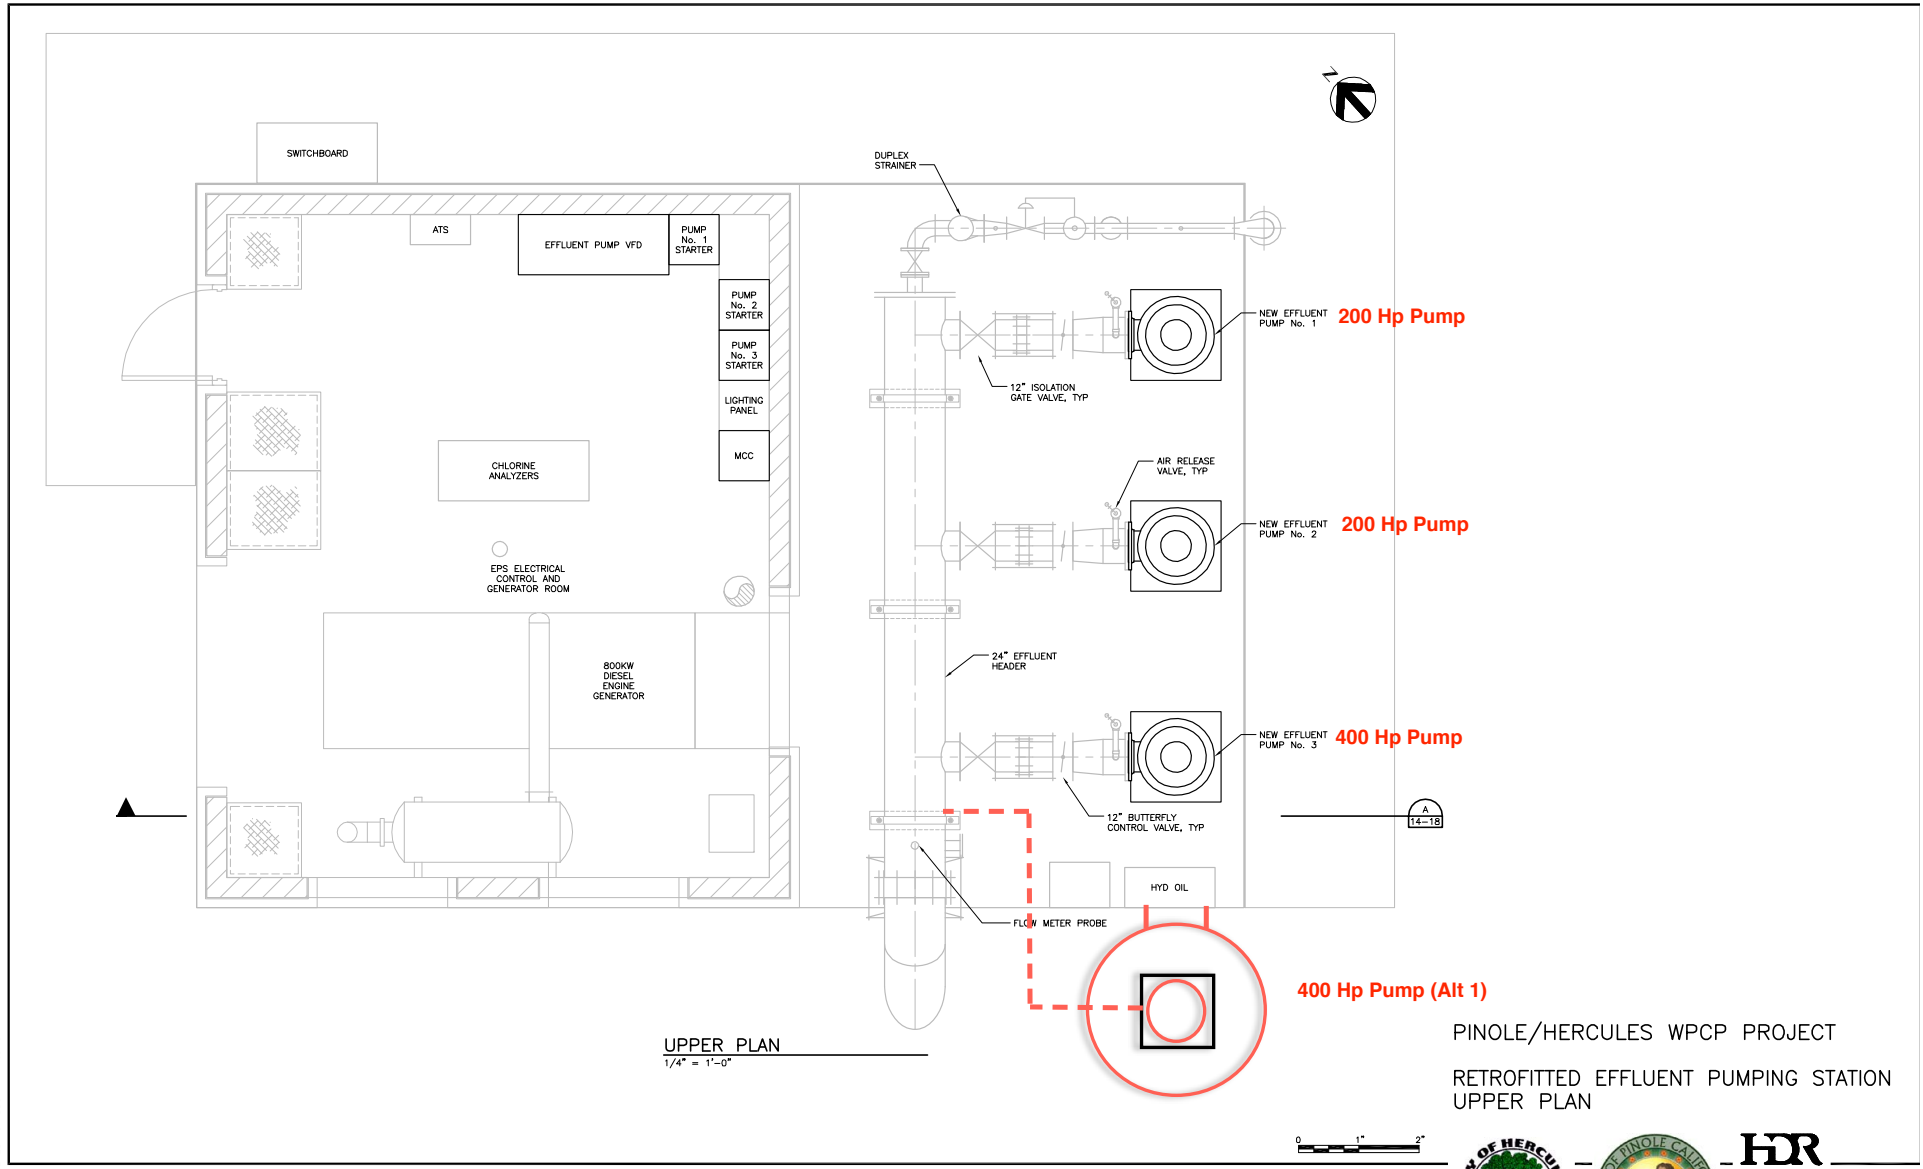 N
SWITCHBOARD
DUPLEX
STRAINER
ATS
EFFLUENT PUMP VFD
PUMP
No. 1
STARTER
PUMP
No. 2
STARTER
PUMP
No. 3
STARTER
LIGHTING
PANEL
MCC
NEW EFFLUENT
PUMP No. 1
200 Hp Pump
12" ISOLATION
GATE VALVE, TYP
CHLORINE
ANALYZERS
AIR RELEASE
VALVE, TYP
NEW EFFLUENT
PUMP No. 2
200 Hp Pump
EPS ELECTRICAL
CONTROL AND
GENERATOR ROOM
24" EFFLUENT
HEADER
800KW
DIESEL
ENGINE
GENERATOR
NEW EFFLUENT
PUMP No. 3
400 Hp Pump
12" BUTTERFLY
CONTROL VALVE, TYP
A
14-18
HYD OIL
FLOW METER PROBE
400 Hp Pump (Alt 1)
UPPER PLAN
1/4" = 1'-0"
PINOLE/HERCULES WPCP PROJECT
RETROFITTED EFFLUENT PUMPING STATION
UPPER PLAN
0 1" 2"
OF HERCU
OF PINOLE CALIF
HDR